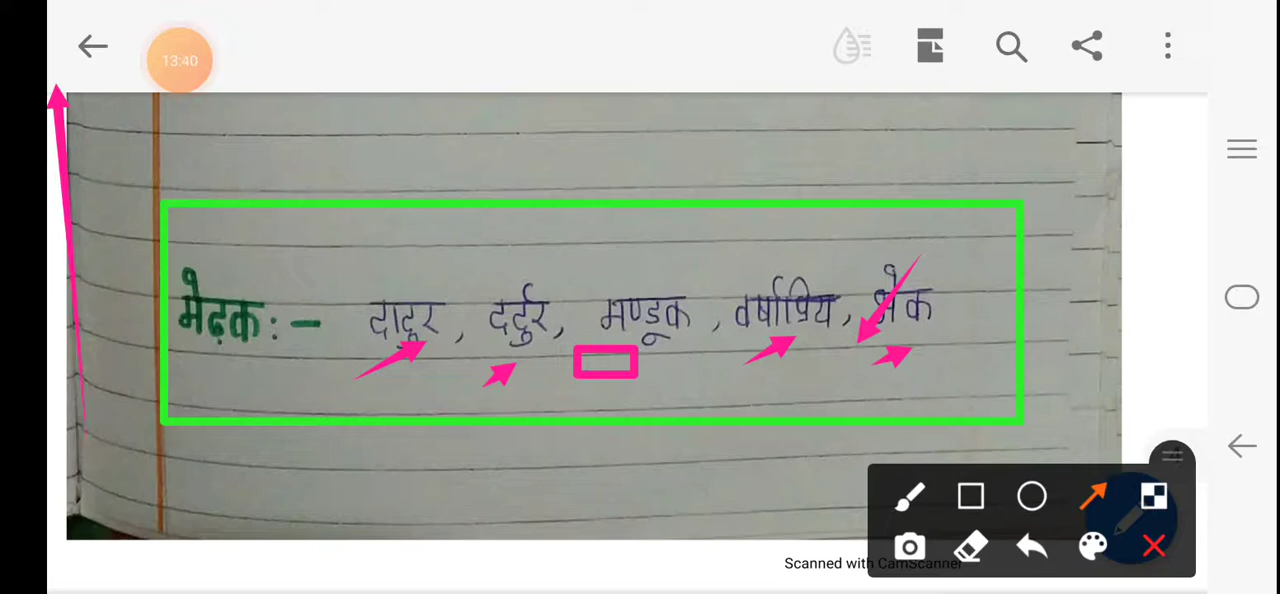 13:40
मेढ़क:- दादुर, दर्दुर, मण्डूक, वर्षाप्रिय, भेक
Scanned with CamScanner